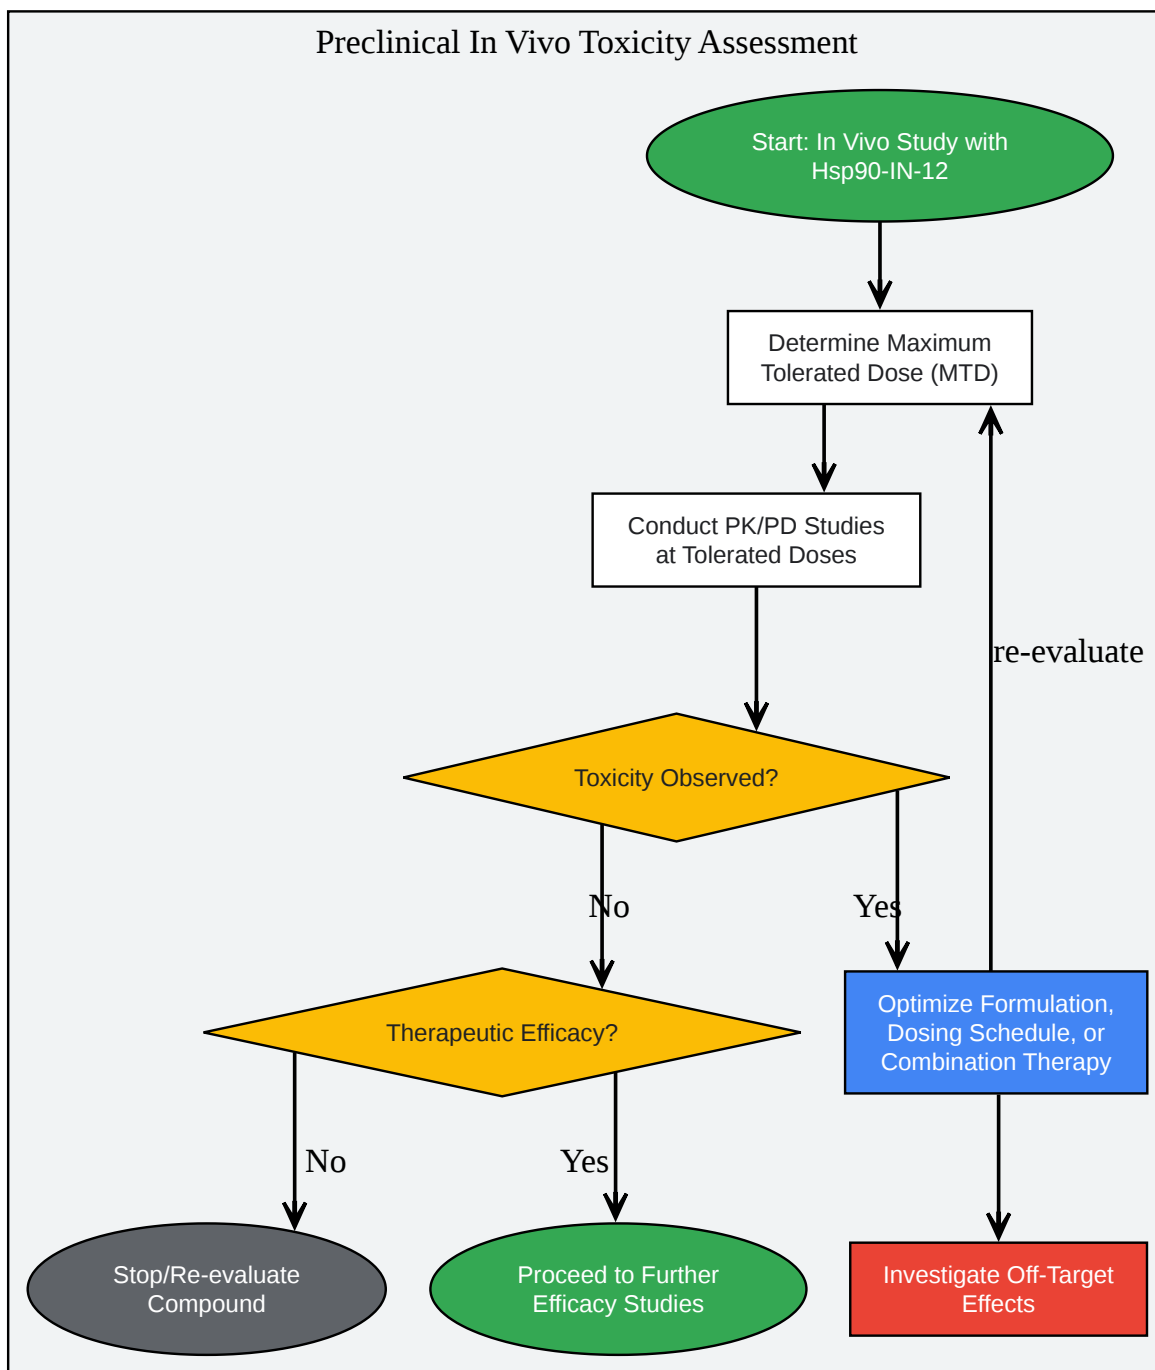 Preclinical In Vivo Toxicity Assessment
Start: In Vivo Study with
Hsp90-IN-12
Determine Maximum
Tolerated Dose (MTD)
Conduct PK/PD Studies
at Tolerated Doses
re-evaluate
Toxicity Observed?
No
Yes
Optimize Formulation,
Dosing Schedule, or
Combination Therapy
Therapeutic Efficacy?
No
Yes
Stop/Re-evaluate
Compound
Proceed to Further
Efficacy Studies
Investigate Off-Target
Effects